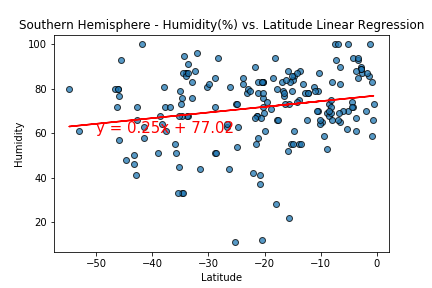 Southern Hemisphere - Humidity(%) vs. Latitude Linear Regression
100
80
60
40
20
Humidity
y = 0.25x + 77.02
−50
−40
−30
−20
−10
0
Latitude